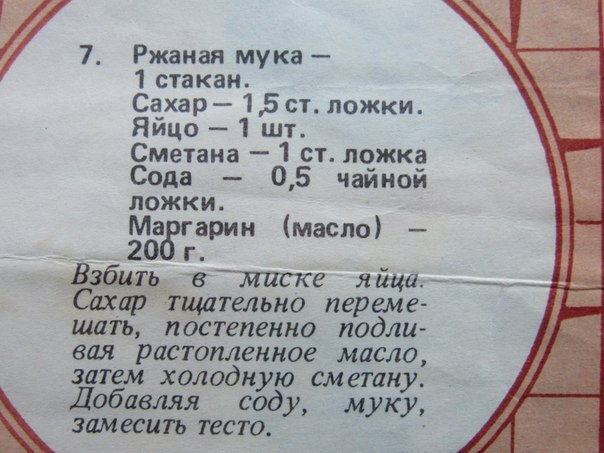 7. Ржаная мука —
1 стакан.
Сахар — 1,5 ст. ложки.
Яйцо — 1 шт.
Сметана — 1 ст. ложка
Сода — 0,5 чайной
ложки.
Маргарин (масло) —
200 г.
Взбить в миске яйца.
Сахар тщательно переме-
шать, постепенно подли-
вая растопленное масло,
затем холодную сметану.
Добавляя соду, муку,
замесить тесто.